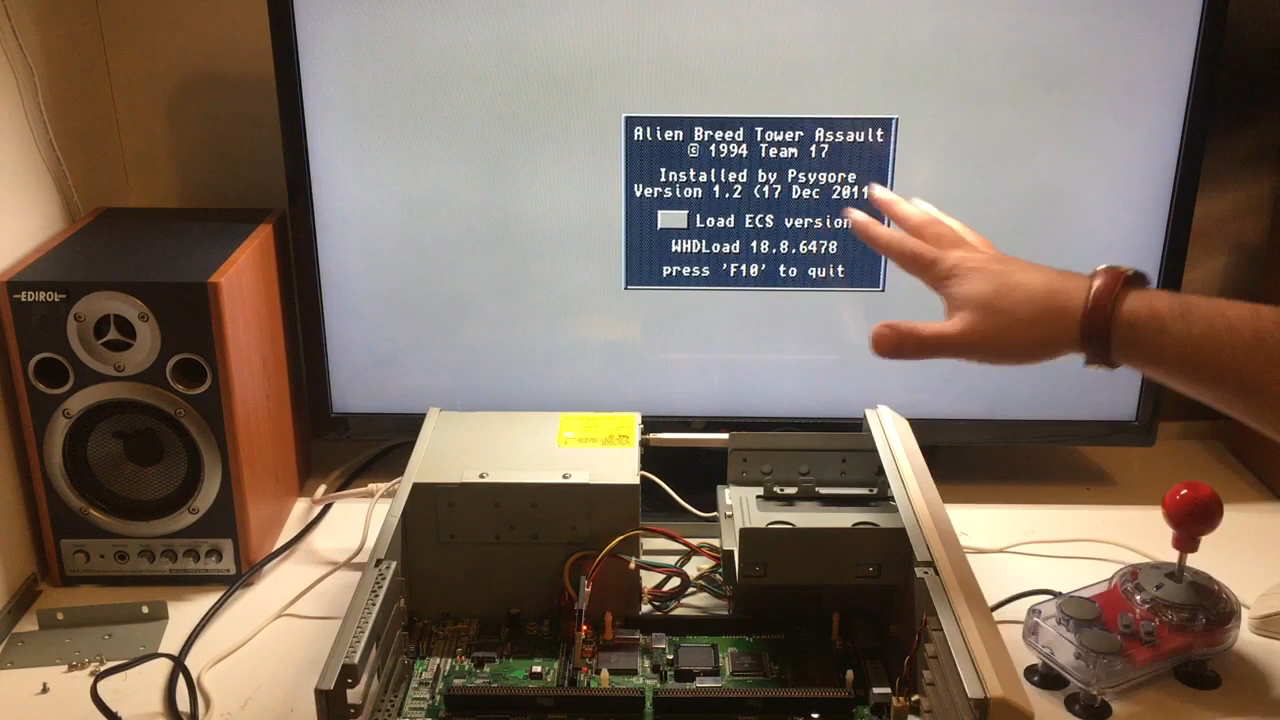 Alien Breed Tower Assault
© 1994 Team 17
Installed by Psygore
Version 1.2 (17 Dec 2011
Load ECS version
WHDLoad 18.8.6478
press 'F10' to quit
EDIROL